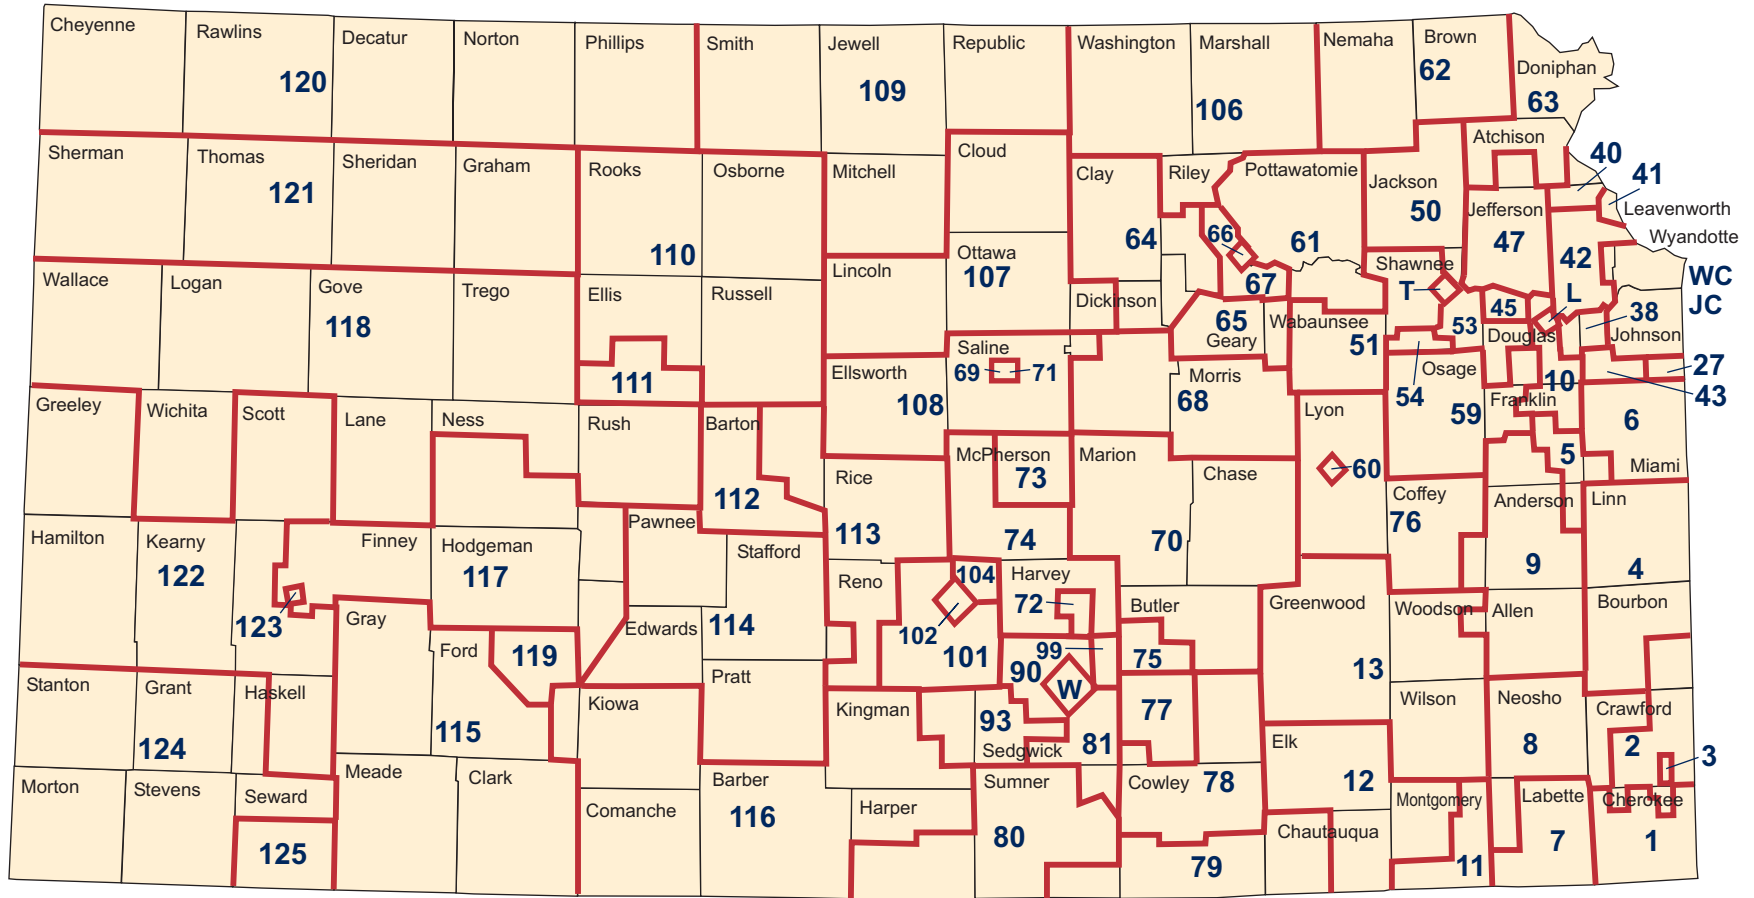 Cheyenne
Rawlins
Decatur
Norton
Phillips
Smith
Jewell
Republic
Washington
Marshall
Nemaha
Brown
Doniphan
120
109
106
62
63
Sherman
Thomas
Sheridan
Graham
Rooks
Osborne
Mitchell
Cloud
Clay
Riley
Pottawatomie
Jackson
Atchison
40
41
121
110
64
66
61
50
Jefferson
47
Leavenworth
Wyandotte
42
WC
JC
Wallace
Logan
Gove
Trego
Ellis
Russell
Lincoln
Ottawa
107
Dickinson
67
Shawnee
T
L
118
65
Geary
Wabaunsee
51
53
45
Douglas
38
Johnson
111
Ellsworth
108
Saline
69
71
Morris
68
54
Osage
59
10
Franklin
27
43
6
Greeley
Wichita
Scott
Lane
Ness
Rush
Barton
112
Rice
113
McPherson
73
74
Marion
70
Chase
Lyon
60
5
Miami
Coffey
76
Anderson
9
Linn
4
Hamilton
Kearny
122
Finney
123
Hodgeman
117
Pawnee
Stafford
114
Edwards
Reno
104
102
101
Harvey
72
99
90
W
Butler
75
Greenwood
13
Woodson
Allen
Bourbon
Gray
Ford
119
115
Stanton
Grant
124
Haskell
Kiowa
Pratt
Kingman
93
Sedgwick
81
77
Wilson
Neosho
8
Crawford
2
3
Elk
12
Morton
Stevens
Seward
125
Meade
Clark
Comanche
Barber
116
Harper
Sumner
80
Cowley
78
79
Chautauqua
Montgomery
11
Labette
7
Cherokee
1